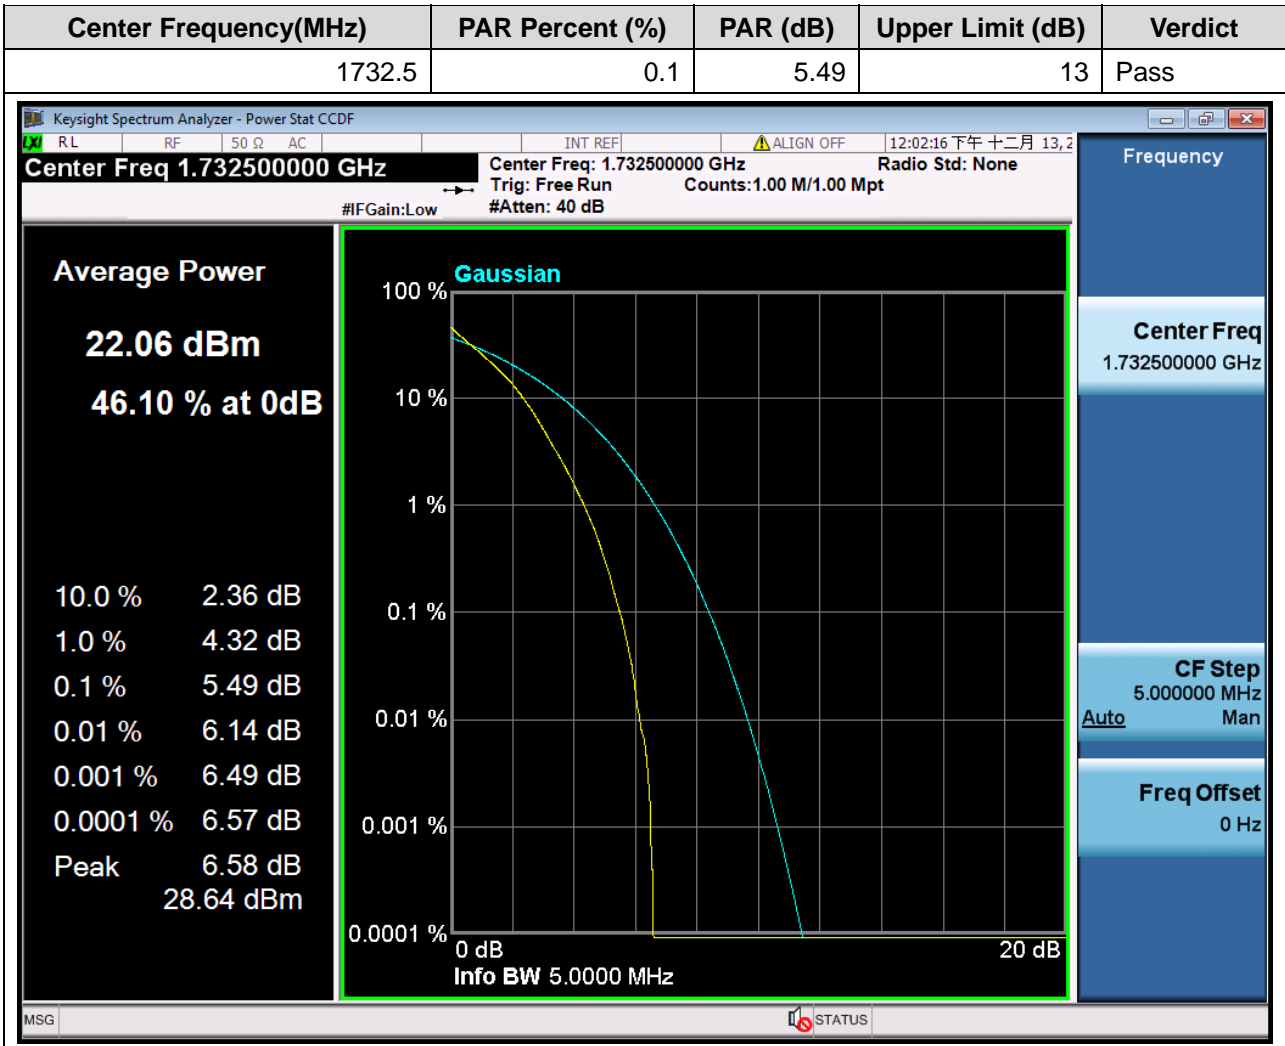 Center Frequency(MHz) PAR Percent (%) PAR (dB) Upper Limit (dB) Verdict
1732.5 0.1 5.49 13 Pass
Keysight Spectrum Analyzer - Power Stat CCDF
LXI RL RF 50 Ω AC INT REF ALIGN OFF 12:02:16 下午 十二月 13, 2
Center Freq 1.732500000 GHz
Center Freq: 1.732500000 GHz Radio Std: None
Trig: Free Run Counts:1.00 M/1.00 Mpt
#IFGain:Low #Atten: 40 dB
Frequency
Average Power
22.06 dBm
46.10 % at 0dB
10.0 % 2.36 dB
1.0 % 4.32 dB
0.1 % 5.49 dB
0.01 % 6.14 dB
0.001 % 6.49 dB
0.0001 % 6.57 dB
Peak 6.58 dB
28.64 dBm
Gaussian
100 %
10 %
1 %
0.1 %
0.01 %
0.001 %
0.0001 %
0 dB 20 dB
Info BW 5.0000 MHz
Center Freq
1.732500000 GHz
CF Step
5.000000 MHz
Auto Man
Freq Offset
0 Hz
MSG STATUS